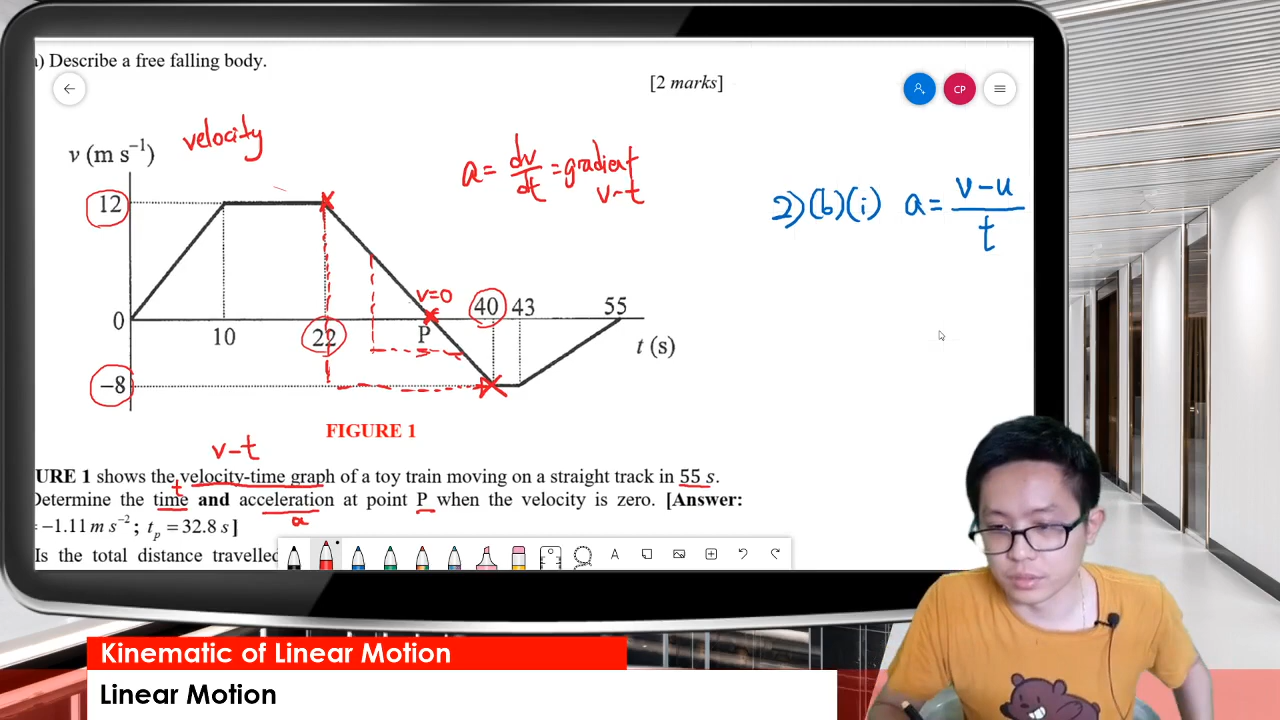 ) Describe a free falling body.
[2 marks]
CP
velocity
v (m s⁻¹)
a = dv/dt = gradient
v-t
2)(b)(i) a = v-u/t
12
v=0
40 43 55
0
10 22 P
t (s)
-8
FIGURE 1
v-t
URE 1 shows the velocity-time graph of a toy train moving on a straight track in 55 s.
t
Determine the time and acceleration at point P when the velocity is zero. [Answer:
a
= −1.11 m s⁻² ; tₚ = 32.8 s ]
Is the total distance travelled
A
Kinematic of Linear Motion
Linear Motion